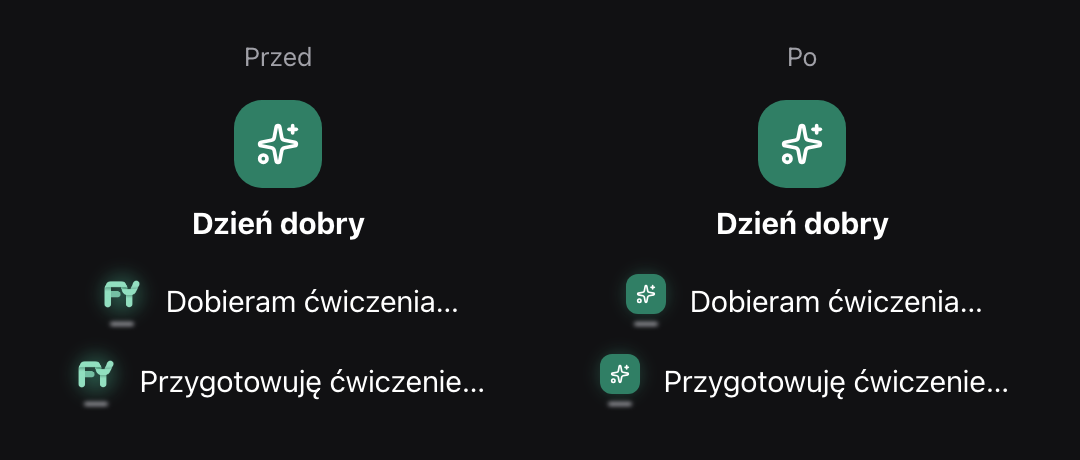 Przed
Po
Dzień dobry
Dzień dobry
FY Dobieram ćwiczenia...
Dobieram ćwiczenia...
FY Przygotowuję ćwiczenie...
Przygotowuję ćwiczenie...